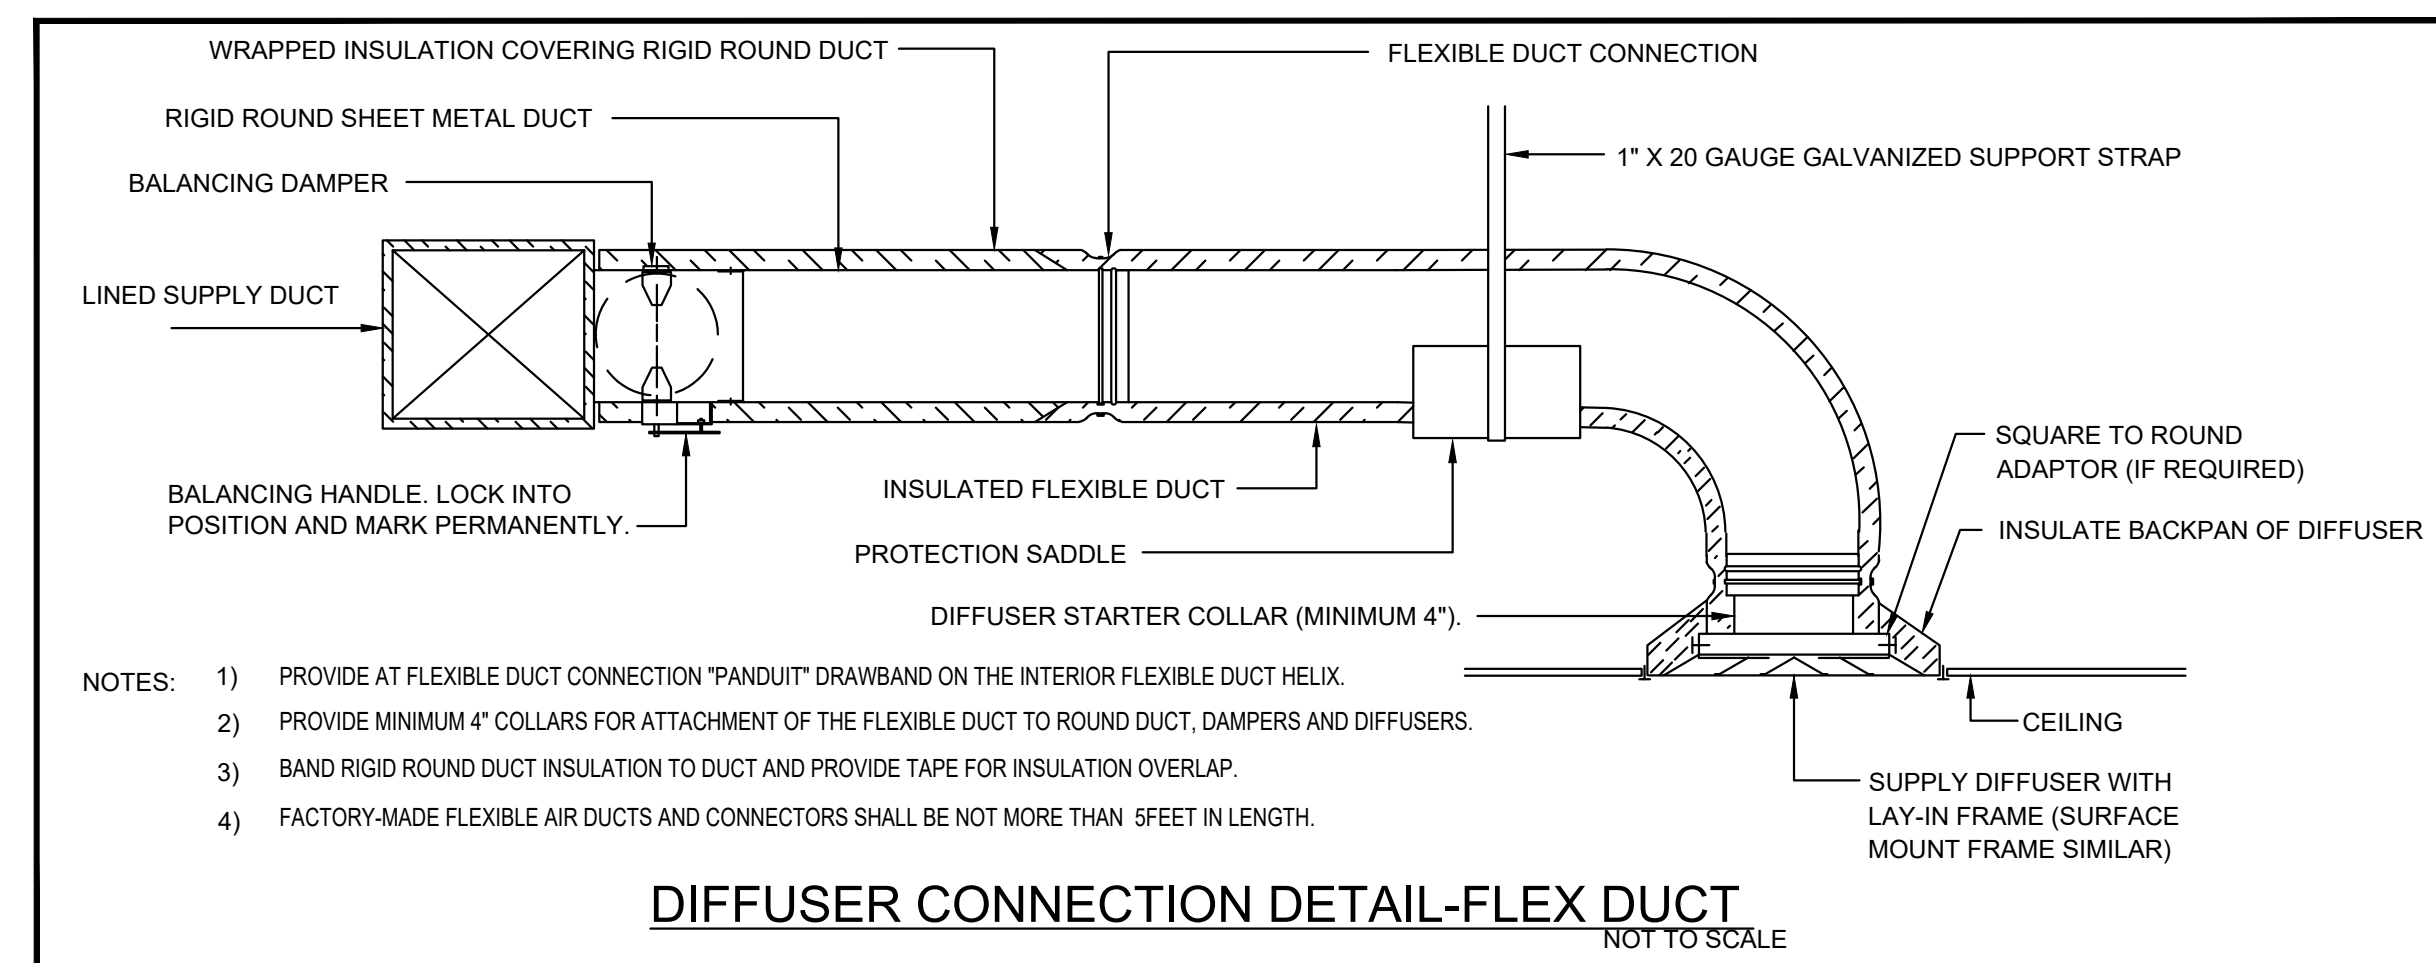 WRAPPED INSULATION COVERING RIGID ROUND DUCT
FLEXIBLE DUCT CONNECTION
RIGID ROUND SHEET METAL DUCT
1" X 20 GAUGE GALVANIZED SUPPORT STRAP
BALANCING DAMPER
LINED SUPPLY DUCT
SQUARE TO ROUND
ADAPTOR (IF REQUIRED)
BALANCING HANDLE. LOCK INTO
POSITION AND MARK PERMANENTLY.
INSULATED FLEXIBLE DUCT
INSULATE BACKPAN OF DIFFUSER
PROTECTION SADDLE
DIFFUSER STARTER COLLAR (MINIMUM 4").
CEILING
SUPPLY DIFFUSER WITH
LAY-IN FRAME (SURFACE
MOUNT FRAME SIMILAR)
NOTES: 1) PROVIDE AT FLEXIBLE DUCT CONNECTION "PANDUIT" DRAWBAND ON THE INTERIOR FLEXIBLE DUCT HELIX.
2) PROVIDE MINIMUM 4" COLLARS FOR ATTACHMENT OF THE FLEXIBLE DUCT TO ROUND DUCT, DAMPERS AND DIFFUSERS.
3) BAND RIGID ROUND DUCT INSULATION TO DUCT AND PROVIDE TAPE FOR INSULATION OVERLAP.
4) FACTORY-MADE FLEXIBLE AIR DUCTS AND CONNECTORS SHALL BE NOT MORE THAN 5FEET IN LENGTH.
DIFFUSER CONNECTION DETAIL-FLEX DUCT
NOT TO SCALE